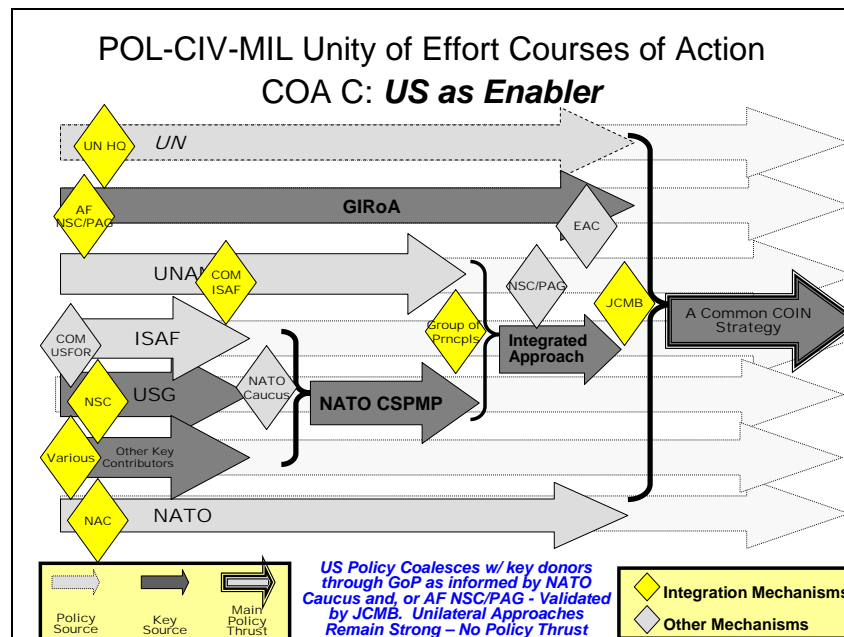 POL-CIV-MIL Unity of Effort Courses of Action
COA C: US as Enabler
UN HQ
UN
AF
NSC/PAG
GIRoA
EAC
COM
ISAF
NSC/PAG
JCMB
A Common COIN
Strategy
Group of
Prncpls
Integrated
Approach
COM
USFOR
ISAF
NSC
USG
NATO
Caucus
NATO CSPMP
Various
Other Key
Contributors
NAC
NATO
Policy
Source
Key
Source
Main
Policy
Thrust
US Policy Coalesces w/ key donors
through GoP as informed by NATO
Caucus and, or AF NSC/PAG - Validated
by JCMB. Unilateral Approaches
Remain Strong – No Policy Thrust
Integration Mechanisms
Other Mechanisms